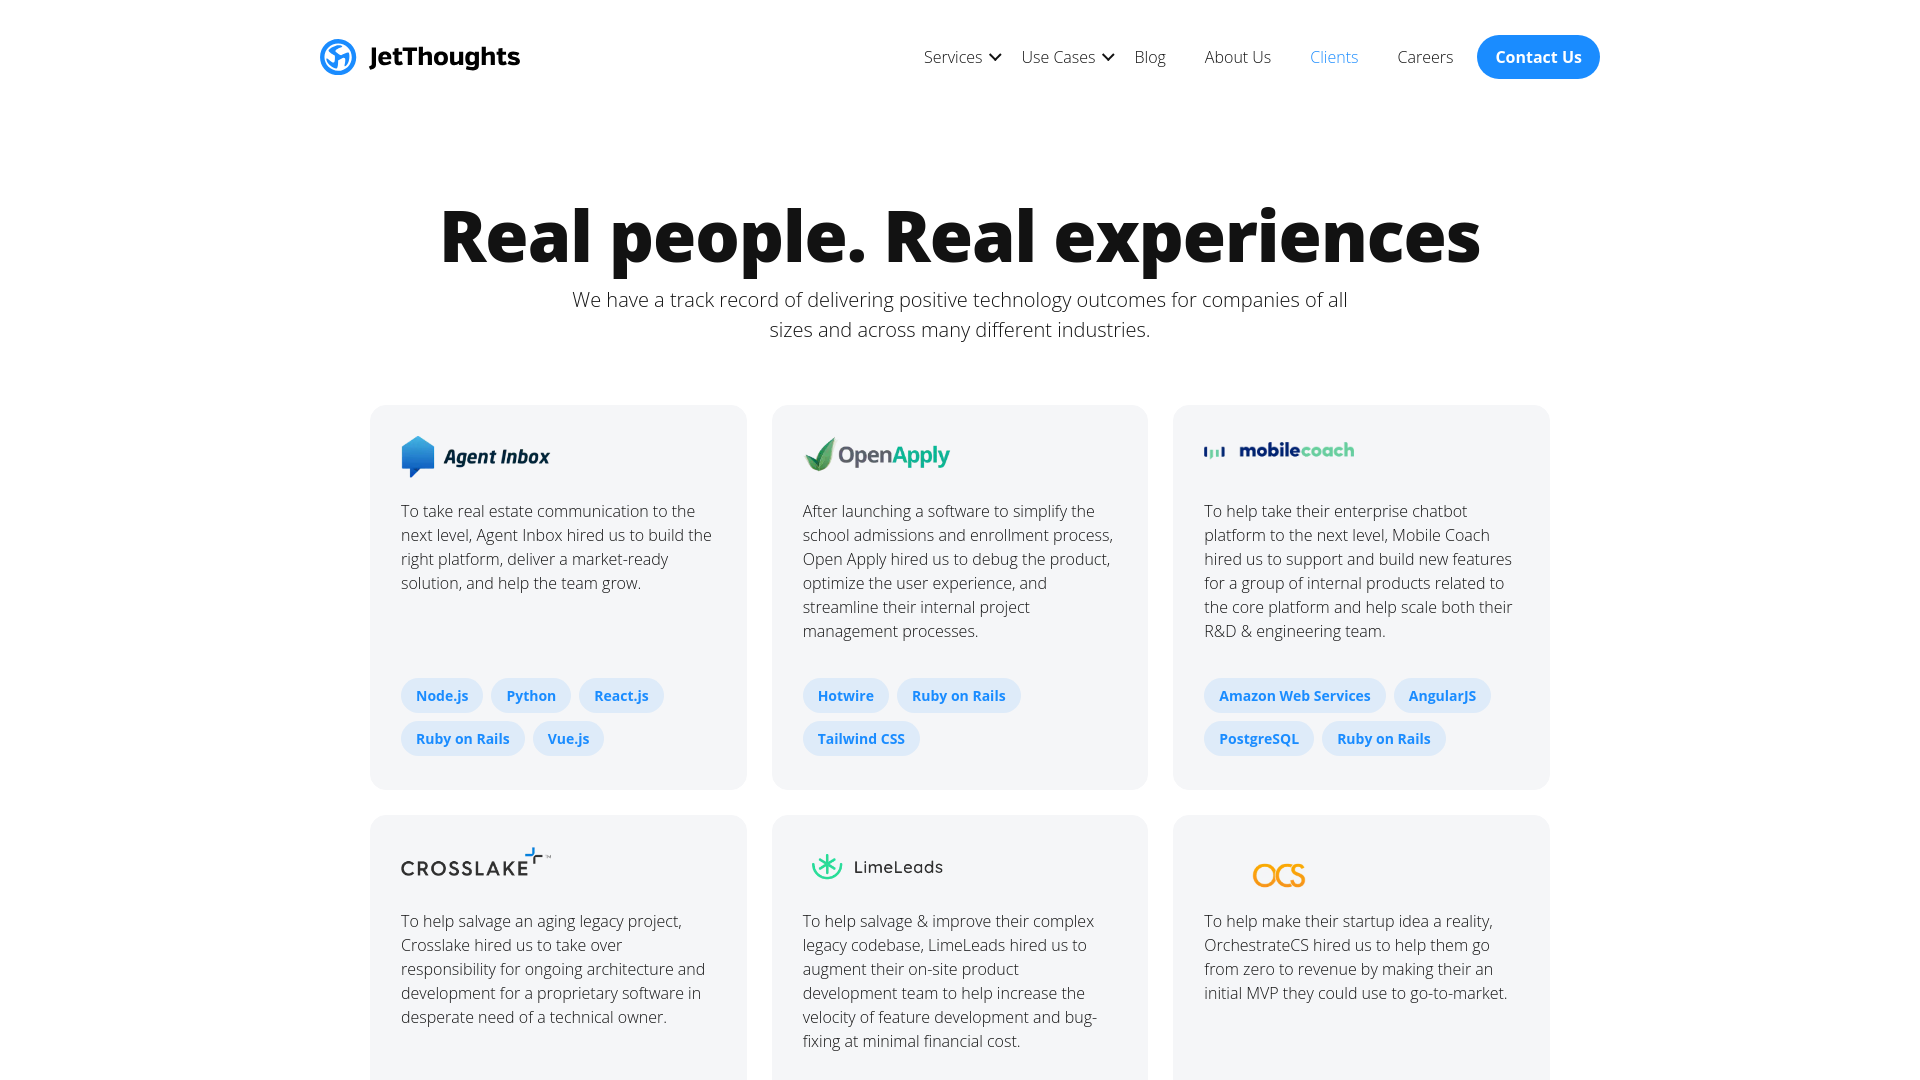 JetThoughts
Services
Use Cases
Blog
About Us
Clients
Careers
Contact Us
Real people. Real experiences
We have a track record of delivering positive technology outcomes for companies of all
sizes and across many different industries.
Agent Inbox
To take real estate communication to the
next level, Agent Inbox hired us to build the
right platform, deliver a market-ready
solution, and help the team grow.
Node.js
Python
React.js
Ruby on Rails
Vue.js
OpenApply
After launching a software to simplify the
school admissions and enrollment process,
Open Apply hired us to debug the product,
optimize the user experience, and
streamline their internal project
management processes.
Hotwire
Ruby on Rails
Tailwind CSS
mobilecoach
To help take their enterprise chatbot
platform to the next level, Mobile Coach
hired us to support and build new features
for a group of internal products related to
the core platform and help scale both their
R&D & engineering team.
Amazon Web Services
AngularJS
PostgreSQL
Ruby on Rails
CROSSLAKE™
To help salvage an aging legacy project,
Crosslake hired us to take over
responsibility for ongoing architecture and
development for a proprietary software in
desperate need of a technical owner.
LimeLeads
To help salvage & improve their complex
legacy codebase, LimeLeads hired us to
augment their on-site product
development team to help increase the
velocity of feature development and bug-
fixing at minimal financial cost.
OCS
To help make their startup idea a reality,
OrchestrateCS hired us to help them go
from zero to revenue by making their an
initial MVP they could use to go-to-market.